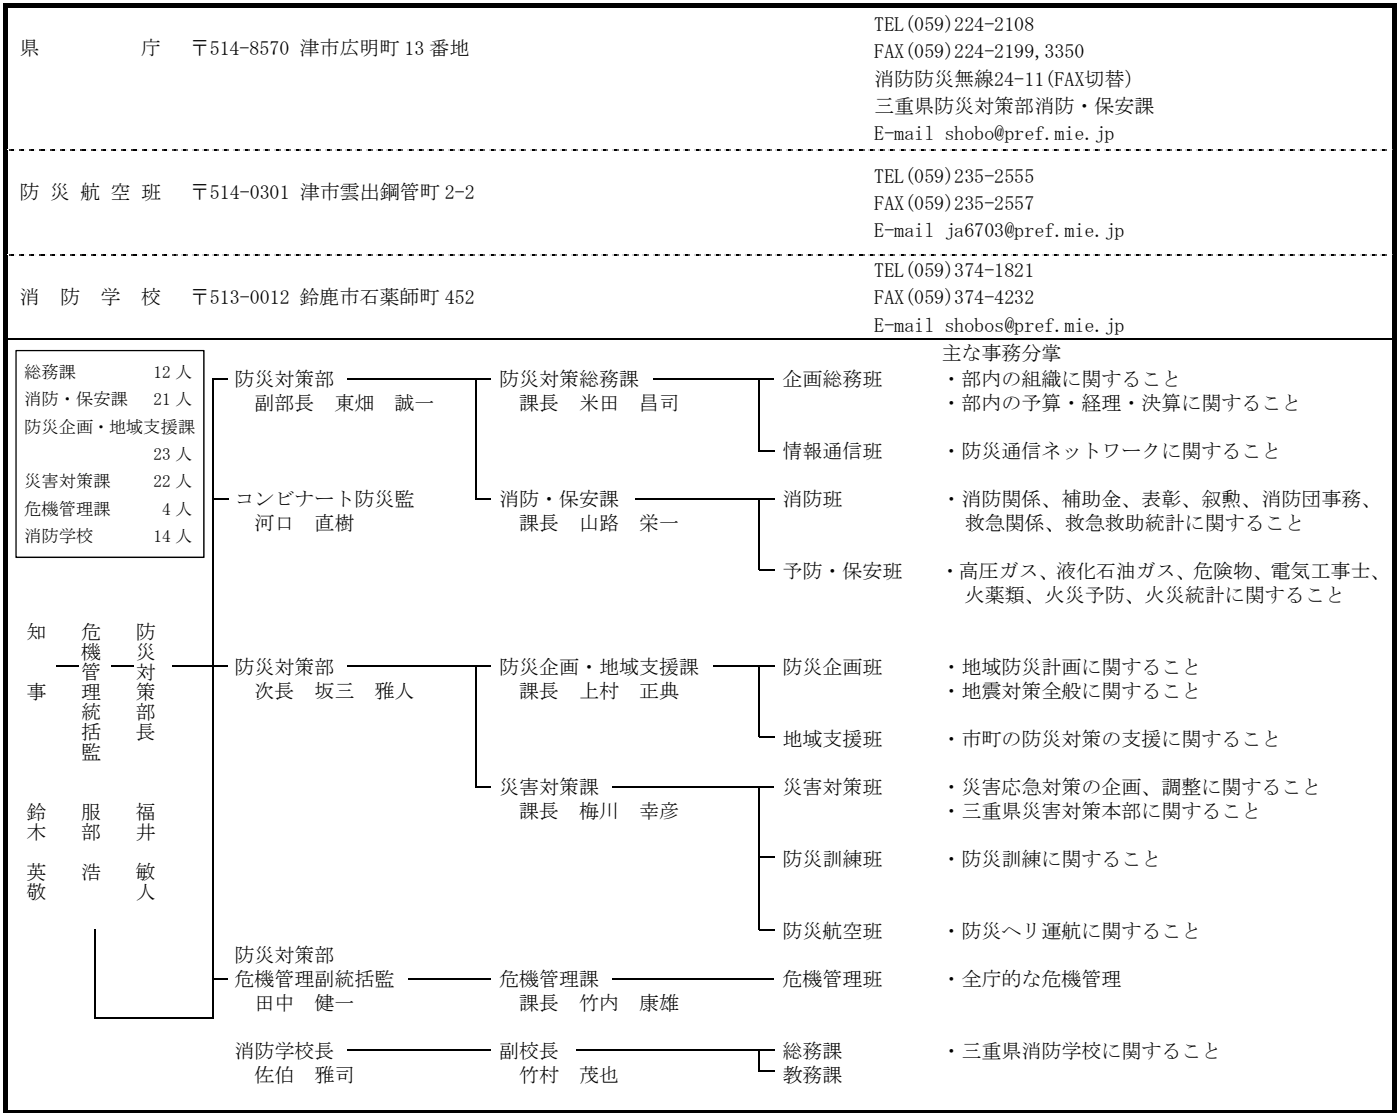 県庁 〒514-8570 津市広明町 13 番地
TEL(059)224-2108
FAX(059)224-2199,3350
消防防災無線24-11(FAX切替)
三重県防災対策部消防・保安課
E-mail shobo@pref.mie.jp
防災航空班 〒514-0301 津市雲出鋼管町 2-2
TEL(059)235-2555
FAX(059)235-2557
E-mail ja6703@pref.mie.jp
消防学校 〒513-0012 鈴鹿市石薬師町 452
TEL(059)374-1821
FAX(059)374-4232
E-mail shobos@pref.mie.jp
総務課 12 人
消防・保安課 21 人
防災企画・地域支援課
23 人
災害対策課 22 人
危機管理課 4 人
消防学校 14 人
知事 鈴木 英敬
危機管理統括監 服部 浩
防災対策部長 福井 敏人
主な事務分掌
防災対策部 防災対策総務課 企画総務班 ・部内の組織に関すること
副部長 東畑 誠一 課長 米田 昌司 ・部内の予算・経理・決算に関すること
情報通信班 ・防災通信ネットワークに関すること
コンビナート防災監 消防・保安課 消防班 ・消防関係、補助金、表彰、叙勲、消防団事務、
河口 直樹 課長 山路 栄一 救急関係、救急救助統計に関すること
予防・保安班 ・高圧ガス、液化石油ガス、危険物、電気工事士、
火薬類、火災予防、火災統計に関すること
防災対策部 防災企画・地域支援課 防災企画班 ・地域防災計画に関すること
次長 坂三 雅人 課長 上村 正典 ・地震対策全般に関すること
地域支援班 ・市町の防災対策の支援に関すること
災害対策課 災害対策班 ・災害応急対策の企画、調整に関すること
課長 梅川 幸彦 ・三重県災害対策本部に関すること
防災訓練班 ・防災訓練に関すること
防災航空班 ・防災ヘリ運航に関すること
防災対策部
危機管理副統括監 危機管理課 危機管理班 ・全庁的な危機管理
田中 健一 課長 竹内 康雄
消防学校長 副校長 総務課 ・三重県消防学校に関すること
佐伯 雅司 竹村 茂也 教務課